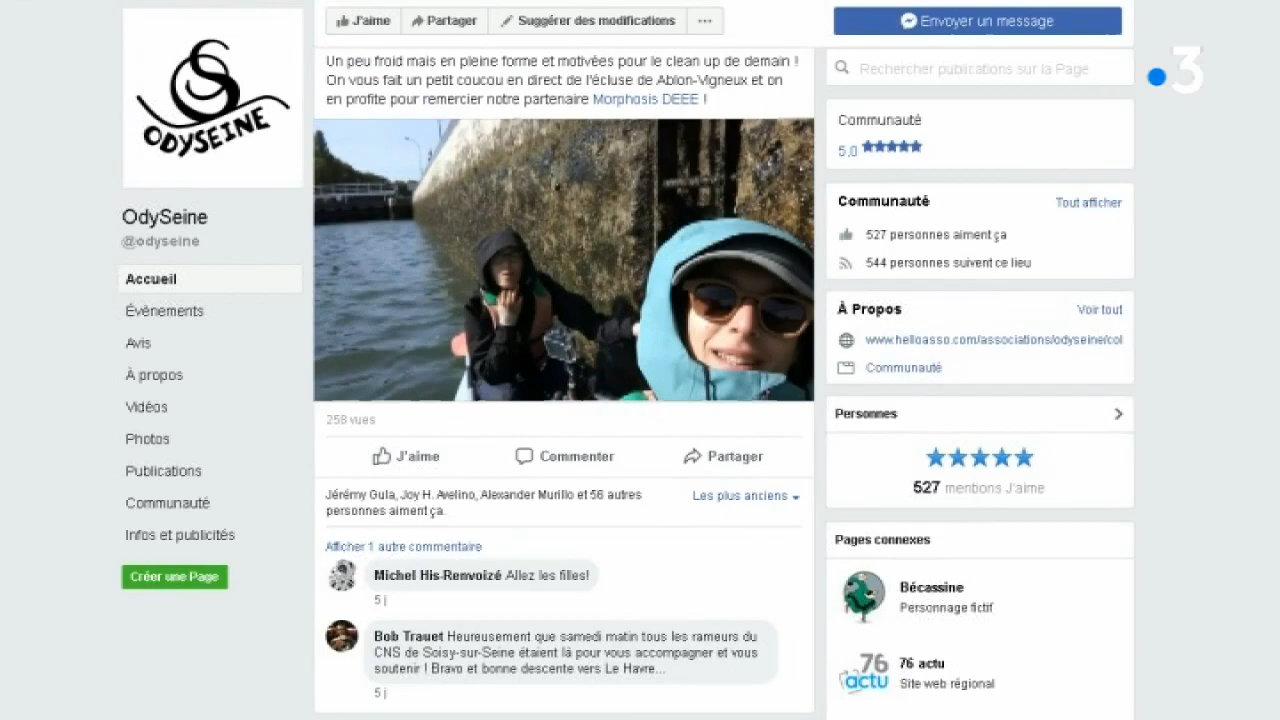 ODYSEINE
OdySeine
@odyseine
Accueil
Évènements
Avis
À propos
Vidéos
Photos
Publications
Communauté
Infos et publicités
Créer une Page
J'aime
Partager
Suggérer des modifications
...
Un peu froid mais en pleine forme et motivées pour le clean up de demain !
On vous fait un petit coucou en direct de l'écluse de Ablon-Vigneux et on
en profite pour remercier notre partenaire Morphosis DEEE !
258 vues
J'aime
Commenter
Partager
Jérémy Gula, Joy H. Avelino, Alexander Murillo et 56 autres
personnes aiment ça.
Les plus anciens
Afficher 1 autre commentaire
Michel His-Renvoizé Allez les filles!
5 j
Bob Trauet Heureusement que samedi matin tous les rameurs du
CNS de Soisy-sur-Seine étaient là pour vous accompagner et vous
soutenir ! Bravo et bonne descente vers Le Havre...
5 j
Envoyer un message
Rechercher publications sur la Page
3
Communauté
5,0
Communauté
Tout afficher
527 personnes aiment ça
544 personnes suivent ce lieu
À Propos
Voir tout
www.helloasso.com/associations/odyseine/col
Communauté
Personnes
527 mentions J'aime
Pages connexes
Bécassine
Personnage fictif
76
actu
76 actu
Site web régional